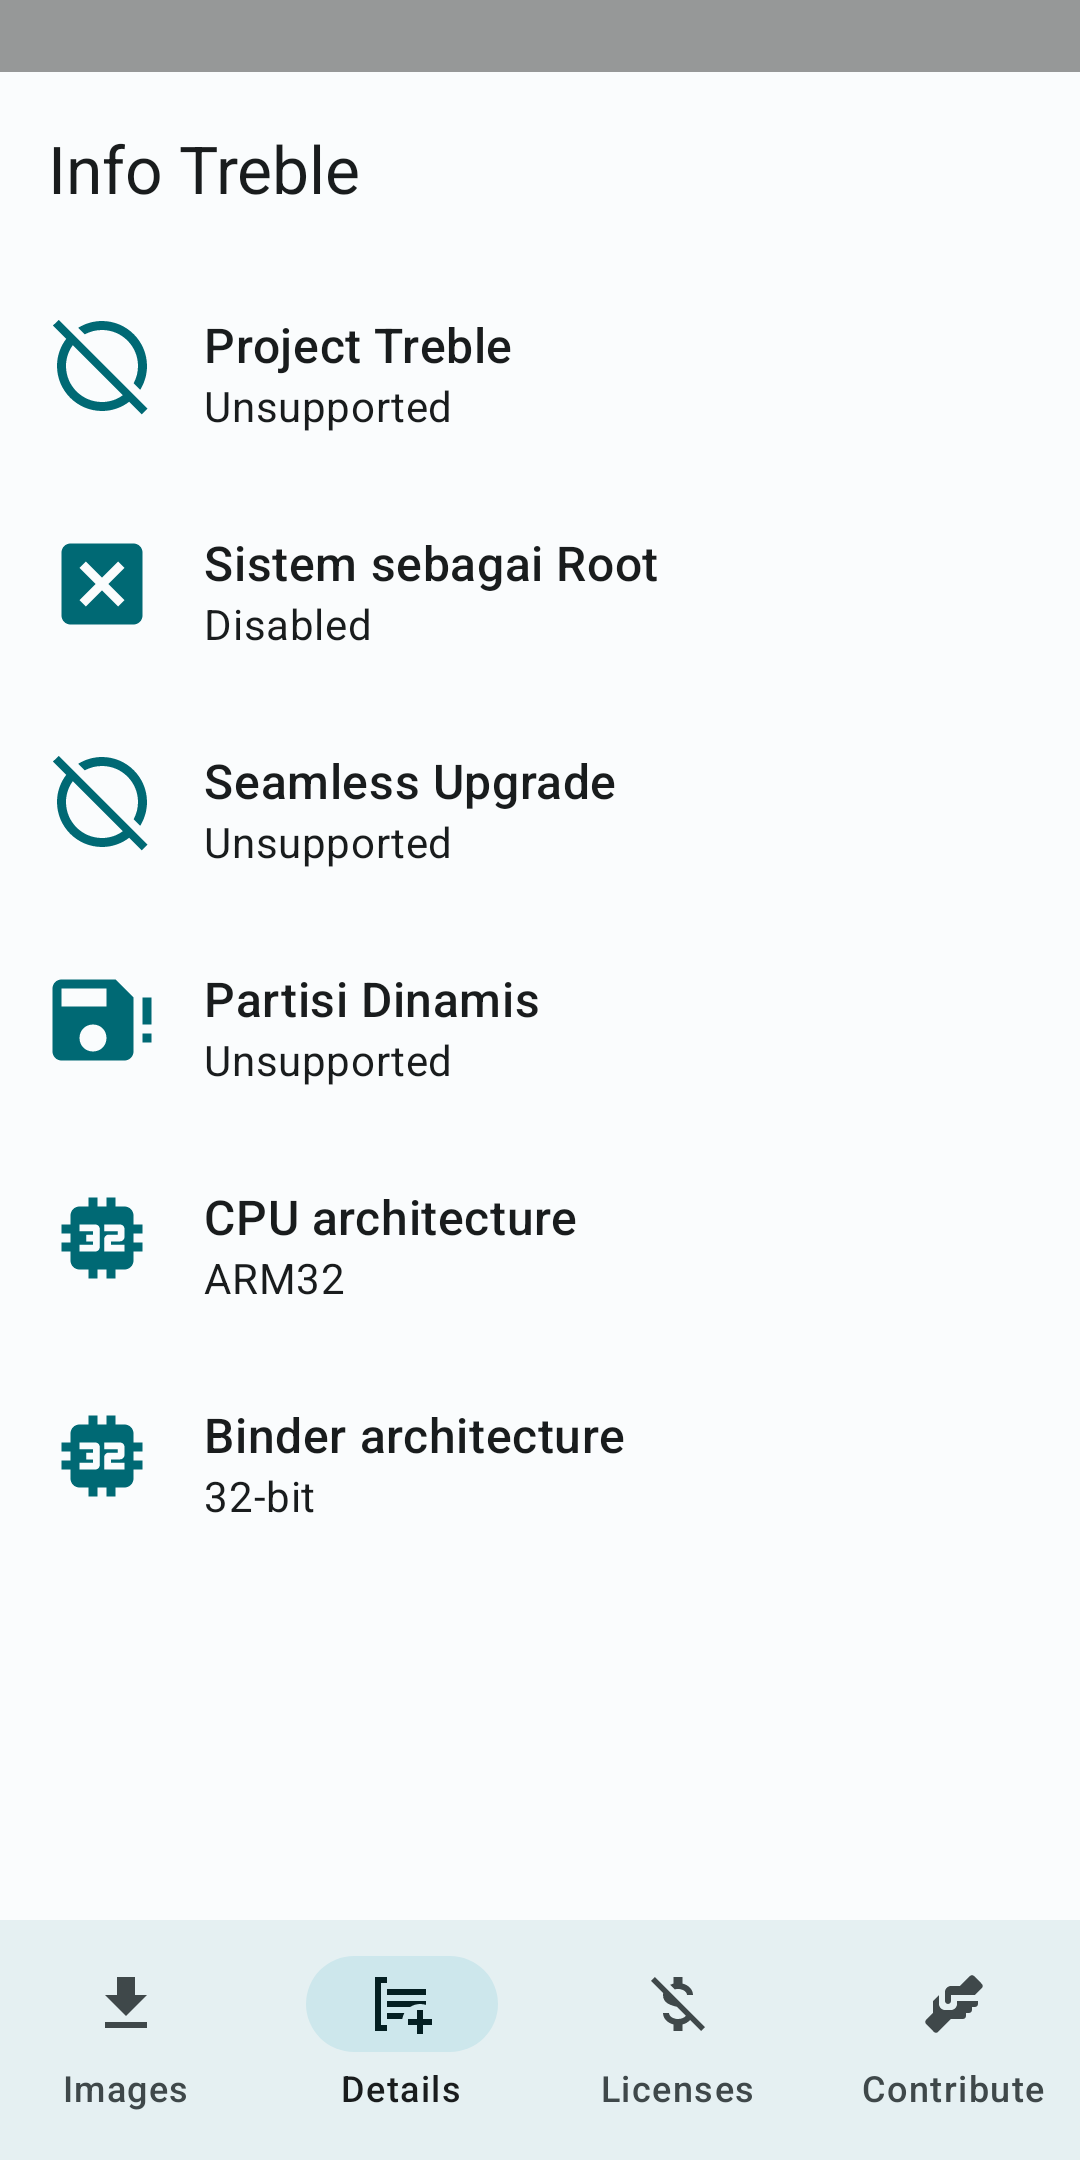 Info Treble
Project Treble
Unsupported
Sistem sebagai Root
Disabled
Seamless Upgrade
Unsupported
Partisi Dinamis
Unsupported
32
CPU architecture
ARM32
32
Binder architecture
32-bit
Images
Details
Licenses
Contribute